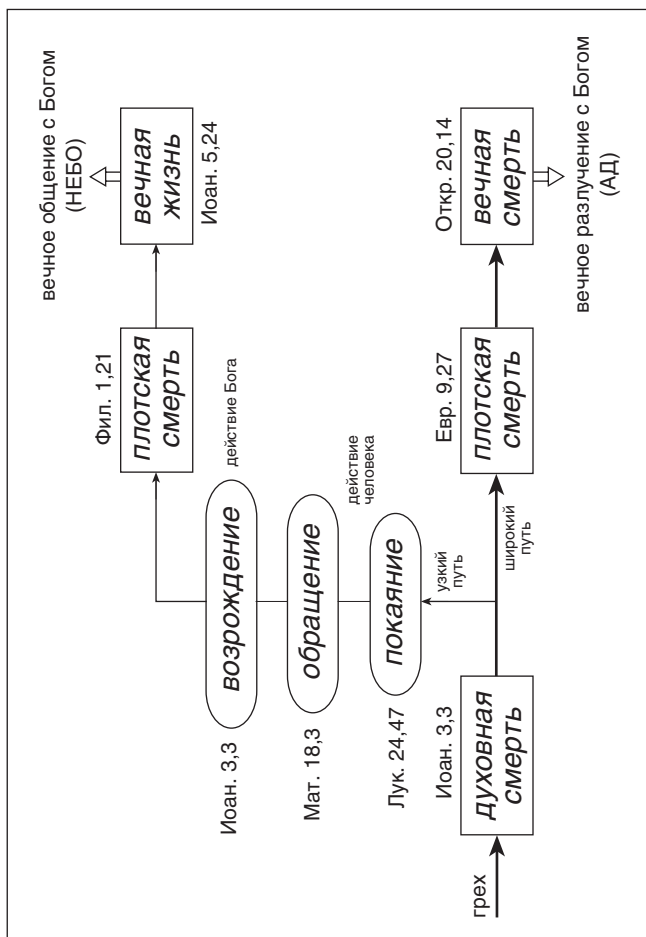 вечное общение с Богом
(НЕБО)
вечная
жизнь
Иоан. 5,24
Фил. 1,21
плотская
смерть
действие Бога
возрождение
Иоан. 3,3
действие
человека
обращение
Мат. 18,3
покаяние
Лук. 24,47
узкий
путь
широкий
путь
грех
Иоан. 3,3
духовная
смерть
Евр. 9,27
плотская
смерть
Откр. 20,14
вечная
смерть
вечное разлучение с Богом
(АД)